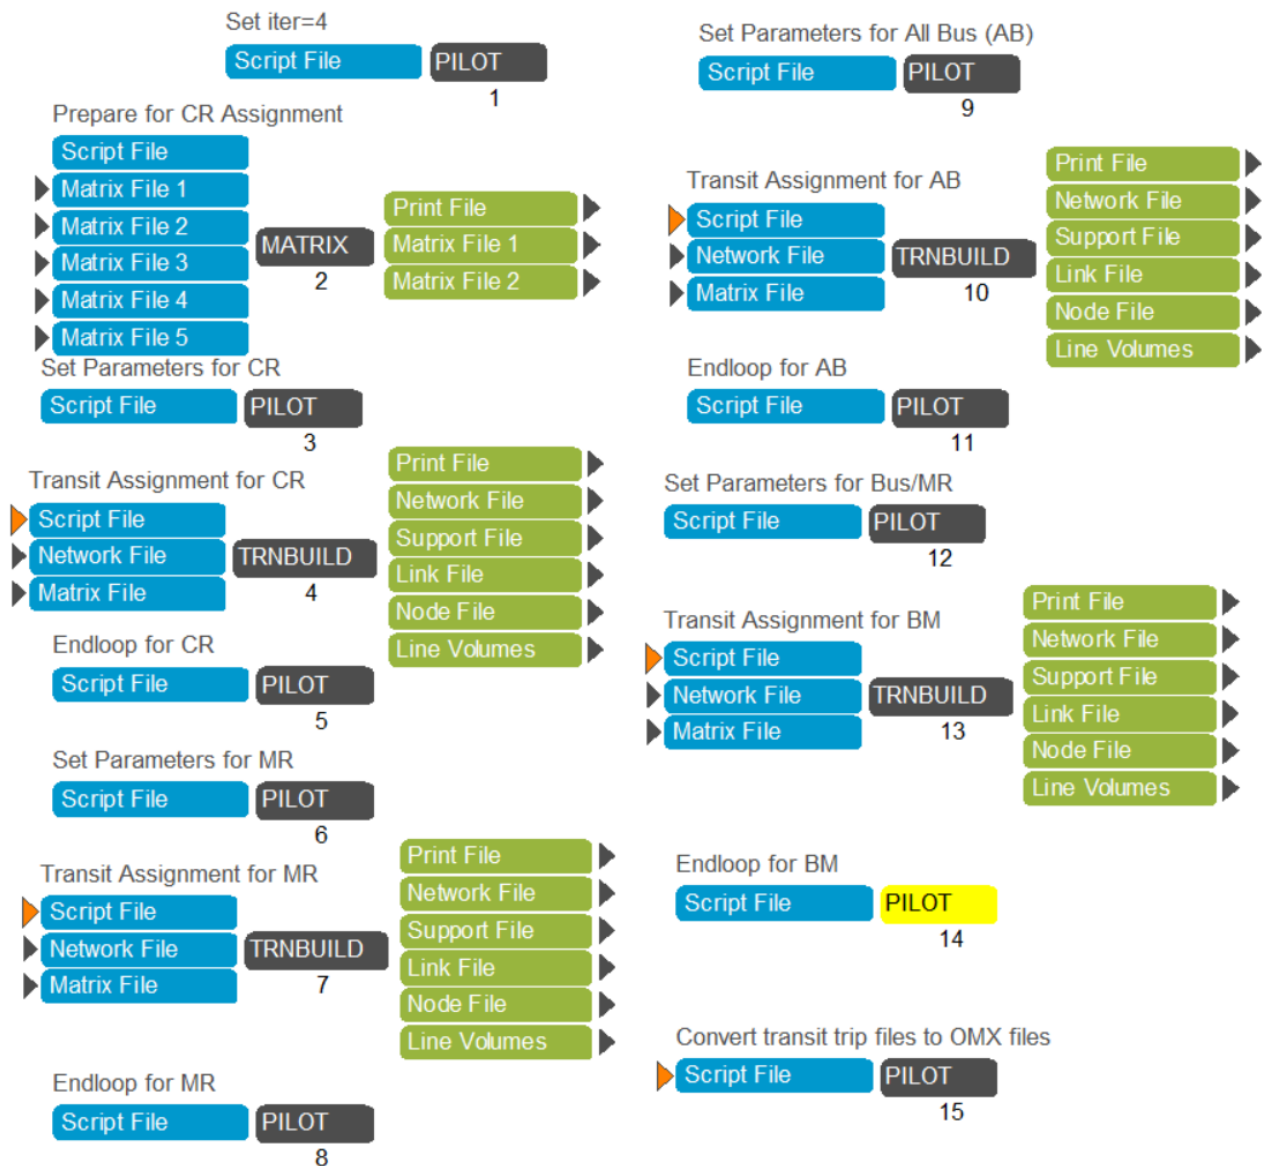 Set iter=4
Script File PILOT
1
Prepare for CR Assignment
Script File
Matrix File 1
Matrix File 2
Matrix File 3
Matrix File 4
Matrix File 5
MATRIX
2
Print File
Matrix File 1
Matrix File 2
Set Parameters for CR
Script File PILOT
3
Transit Assignment for CR
Script File
Network File
Matrix File
TRNBUILD
4
Print File
Network File
Support File
Link File
Node File
Line Volumes
Endloop for CR
Script File PILOT
5
Set Parameters for MR
Script File PILOT
6
Transit Assignment for MR
Script File
Network File
Matrix File
TRNBUILD
7
Print File
Network File
Support File
Link File
Node File
Line Volumes
Endloop for MR
Script File PILOT
8
Set Parameters for All Bus (AB)
Script File PILOT
9
Transit Assignment for AB
Script File
Network File
Matrix File
TRNBUILD
10
Print File
Network File
Support File
Link File
Node File
Line Volumes
Endloop for AB
Script File PILOT
11
Set Parameters for Bus/MR
Script File PILOT
12
Transit Assignment for BM
Script File
Network File
Matrix File
TRNBUILD
13
Print File
Network File
Support File
Link File
Node File
Line Volumes
Endloop for BM
Script File PILOT
14
Convert transit trip files to OMX files
Script File PILOT
15